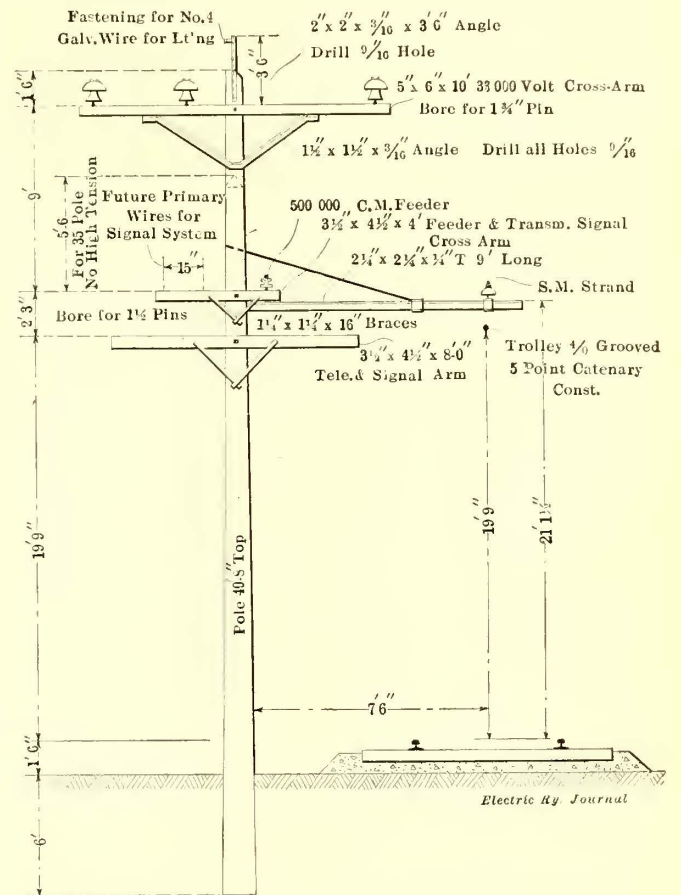 Fastening for No.4
Galv. Wire for Lt'ng
2" x 2" x 3/16" x 3'6" Angle
Drill 9/16" Hole
3'6"
1'6"
5" x 6" x 10' 33 000 Volt Cross-Arm
Bore for 1¾" Pin
1½" x 1½" x 3/16" Angle Drill all Holes 9/16"
9'
5'6
For 35 Pole
No High Tension
Future Primary
Wires for
Signal System
15"
500 000 C.M. Feeder
3½" x 4½" x 4' Feeder & Transm. Signal
Cross Arm
2¼" x 2¼" x ¼" T 9' Long
S.M. Strand
2'3"
Bore for 1½ Pins
1¼" x 1¼" x 16" Braces
3½" x 4½" x 8'-0"
Tele. & Signal Arm
Trolley 4/0 Grooved
5 Point Catenary
Const.
19'9"
Pole 40-8" Top
19'9"
21'1½"
7'6"
1'6"
6'
Electric Ry. Journal